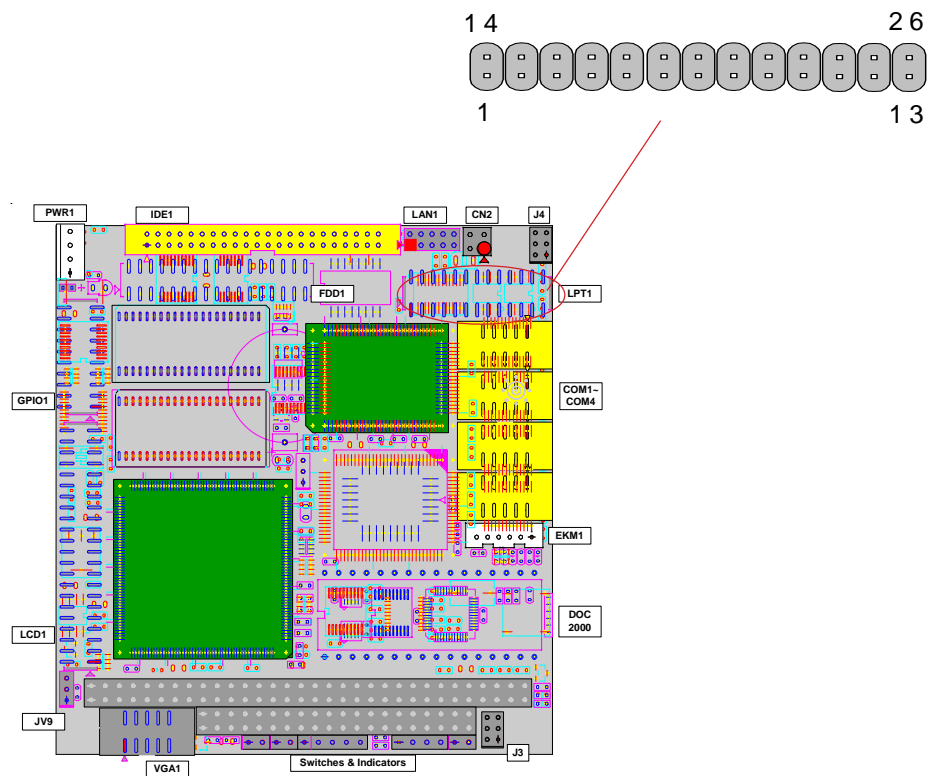 14 26
1 13
PWR1
IDE1
LAN1
CN2
J4
FDD1
LPT1
GPIO1
COM1~
COM4
EKM1
LCD1
DOC
2000
JV9
J3
VGA1
Switches & Indicators